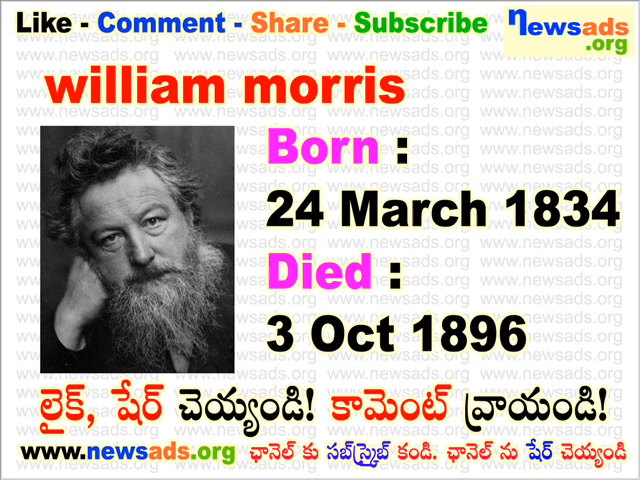 Like - Comment - Share - Subscribe
newsads
.org
william morris
Born :
24 March 1834
Died :
3 Oct 1896
లైక్, షేర్ చెయ్యండి! కామెంట్ వ్రాయండి!
www.newsads.org ఛానెల్ కు సబ్‌స్క్రైబ్ కండి. ఛానెల్ ను షేర్ చెయ్యండి